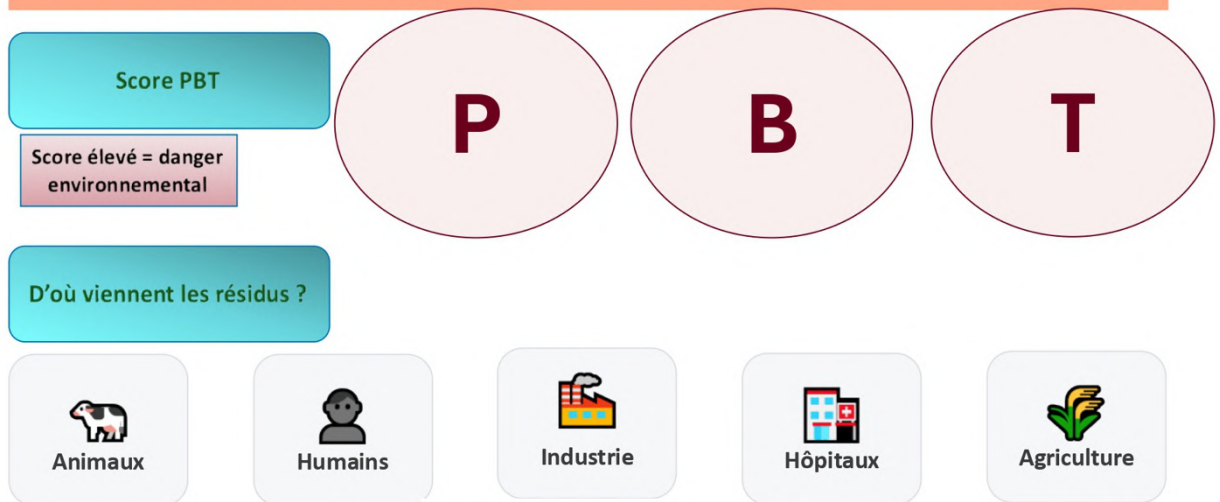 Score PBT
P
B
T
Score élevé = danger
environnemental
D'où viennent les résidus ?
Animaux
Humains
Industrie
Hôpitaux
Agriculture